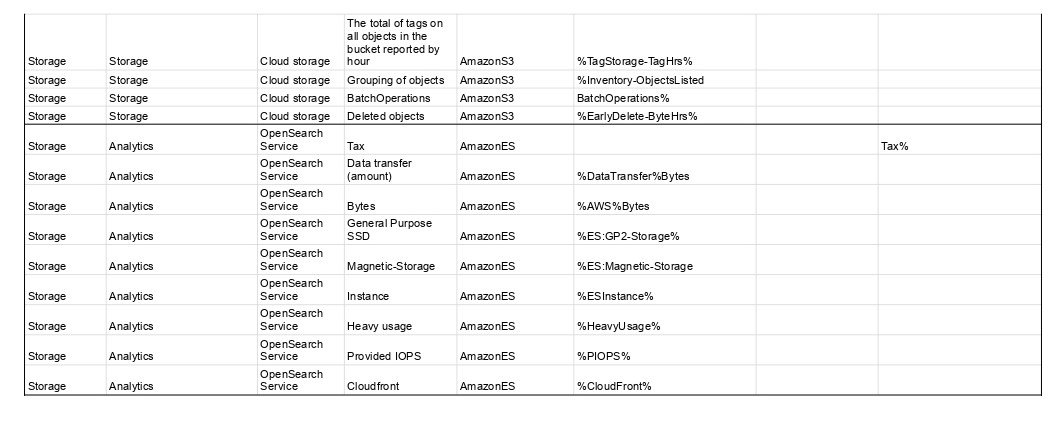 The total of tags on
all objects in the
bucket reported by
Storage Storage Cloud storage hour AmazonS3 %TagStorage-TagHrs%
Storage Storage Cloud storage Grouping of objects AmazonS3 %Inventory-ObjectsListed
Storage Storage Cloud storage BatchOperations AmazonS3 BatchOperations%
Storage Storage Cloud storage Deleted objects AmazonS3 %EarlyDelete-ByteHrs%
OpenSearch
Storage Analytics Service Tax AmazonES Tax%
OpenSearch Data transfer
Storage Analytics Service (amount) AmazonES %DataTransfer%Bytes
OpenSearch
Storage Analytics Service Bytes AmazonES %AWS%Bytes
OpenSearch General Purpose
Storage Analytics Service SSD AmazonES %ES:GP2-Storage%
OpenSearch
Storage Analytics Service Magnetic-Storage AmazonES %ES:Magnetic-Storage
OpenSearch
Storage Analytics Service Instance AmazonES %ESInstance%
OpenSearch
Storage Analytics Service Heavy usage AmazonES %HeavyUsage%
OpenSearch
Storage Analytics Service Provided IOPS AmazonES %PIOPS%
OpenSearch
Storage Analytics Service Cloudfront AmazonES %CloudFront%